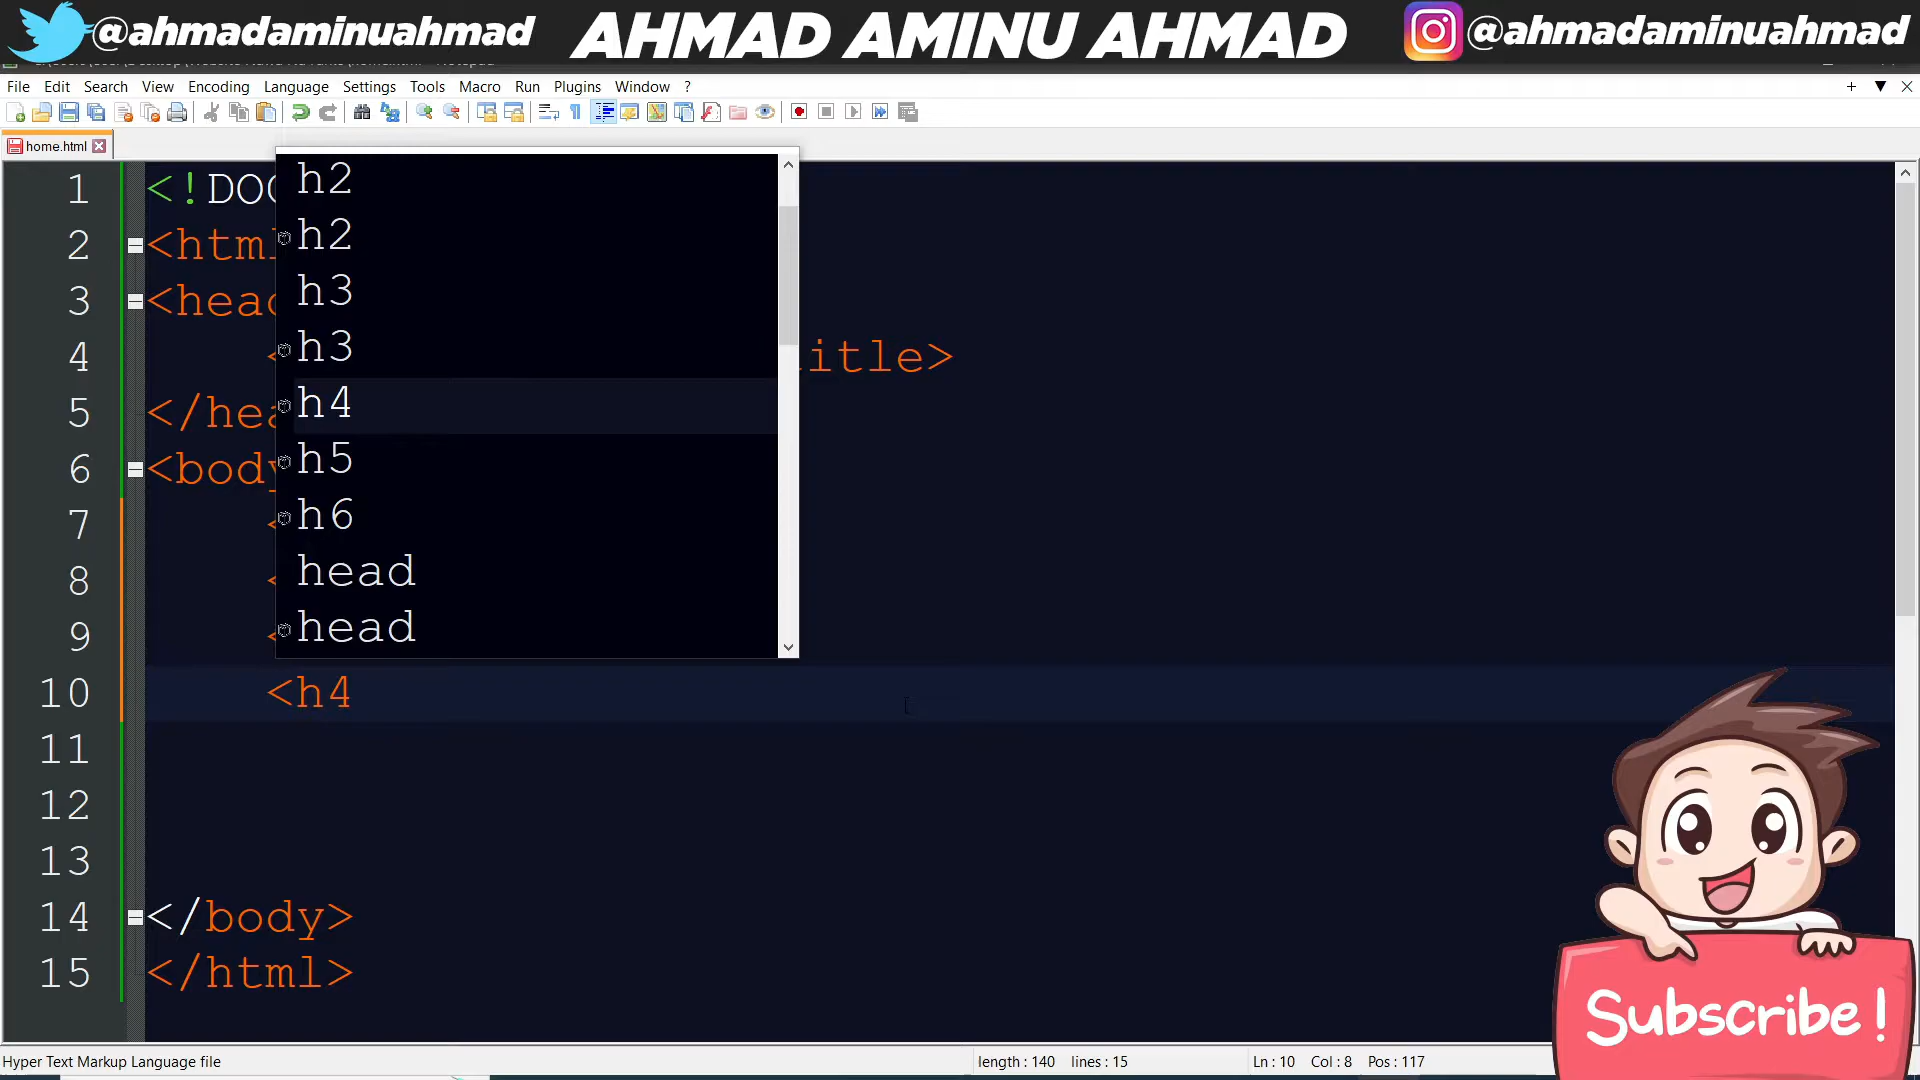 @ahmadaminuahmad AHMAD AMINU AHMAD @ahmadaminuahmad
File Edit Search View Encoding Language Settings Tools Macro Run Plugins Window ?
home.html
1 <!DOC
2 <html
3 <head
4 < itle>
5 </hea
6 <body
7 <
8 <
9 <
10 <h4
11
12
13
14 </body>
15 </html>
h2
h2
h3
h3
h4
h5
h6
head
head
Subscribe!
Hyper Text Markup Language file length : 140 lines : 15 Ln : 10 Col : 8 Pos : 117